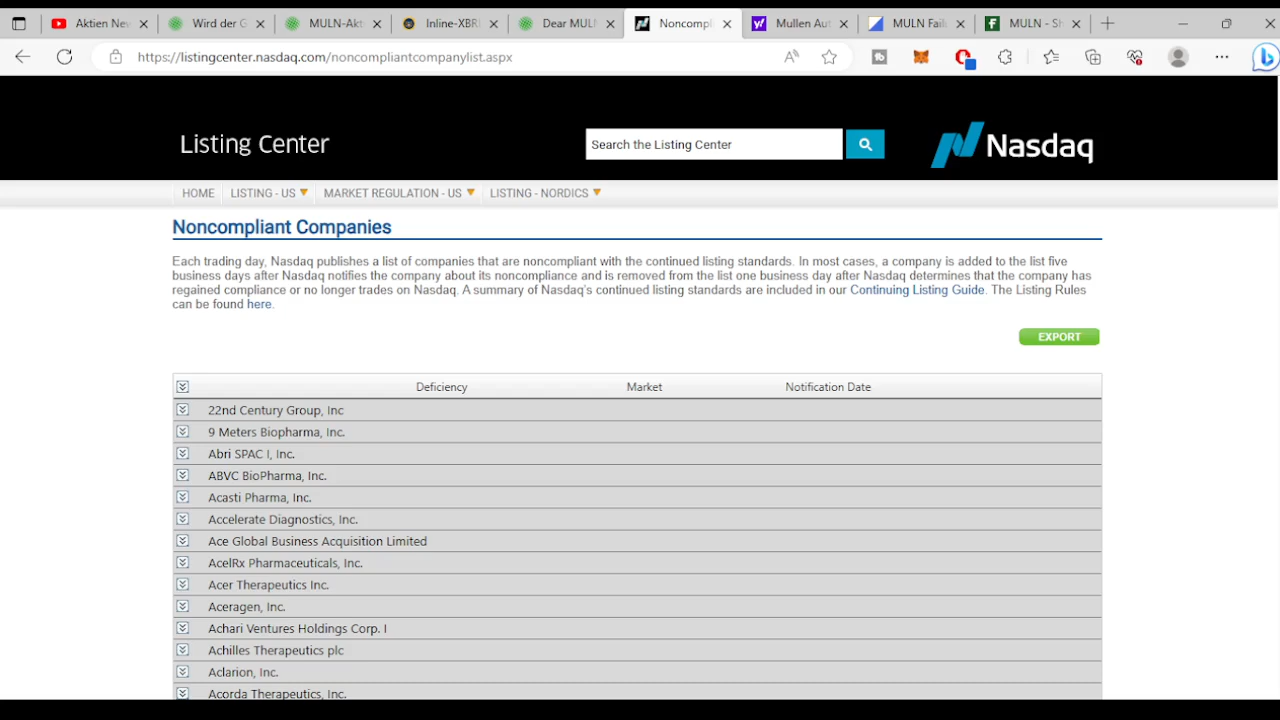 Aktien Nev
Wird der G
MULN-Akt
Inline-XBRL
Dear MULN
Noncompl
Mullen Aut
MULN Fail
MULN - Sh
https://listingcenter.nasdaq.com/noncompliantcompanylist.aspx
Listing Center
Search the Listing Center
Nasdaq
HOME LISTING - US MARKET REGULATION - US LISTING - NORDICS
Noncompliant Companies
Each trading day, Nasdaq publishes a list of companies that are noncompliant with the continued listing standards. In most cases, a company is added to the list five
business days after Nasdaq notifies the company about its noncompliance and is removed from the list one business day after Nasdaq determines that the company has
regained compliance or no longer trades on Nasdaq. A summary of Nasdaq's continued listing standards are included in our Continuing Listing Guide. The Listing Rules
can be found here.
EXPORT
Deficiency Market Notification Date
22nd Century Group, Inc
9 Meters Biopharma, Inc.
Abri SPAC I, Inc.
ABVC BioPharma, Inc.
Acasti Pharma, Inc.
Accelerate Diagnostics, Inc.
Ace Global Business Acquisition Limited
AcelRx Pharmaceuticals, Inc.
Acer Therapeutics Inc.
Aceragen, Inc.
Achari Ventures Holdings Corp. I
Achilles Therapeutics plc
Aclarion, Inc.
Acorda Therapeutics, Inc.